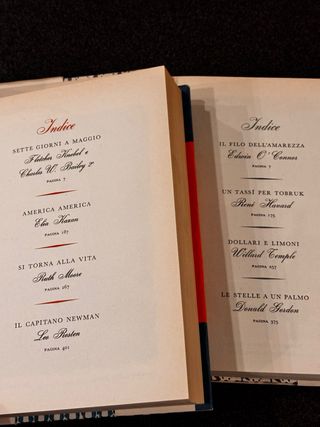 Indice
SETTE GIORNI A MAGGIO
Fletcher Knebel e
Charles W. Bailey 2°
PAGINA 7
AMERICA AMERICA
Elia Kazan
PAGINA 187
SI TORNA ALLA VITA
Ruth Moore
PAGINA 267
IL CAPITANO NEWMAN
Leo Rosten
PAGINA 401
Indice
IL FILO DELL'AMAREZZA
Edwin O'Connor
PAGINA 7
UN TASSÌ PER TOBRUK
René Havard
PAGINA 175
DOLLARI E LIMONI
Willard Temple
PAGINA 257
LE STELLE A UN PALMO
Donald Gordon
PAGINA 375